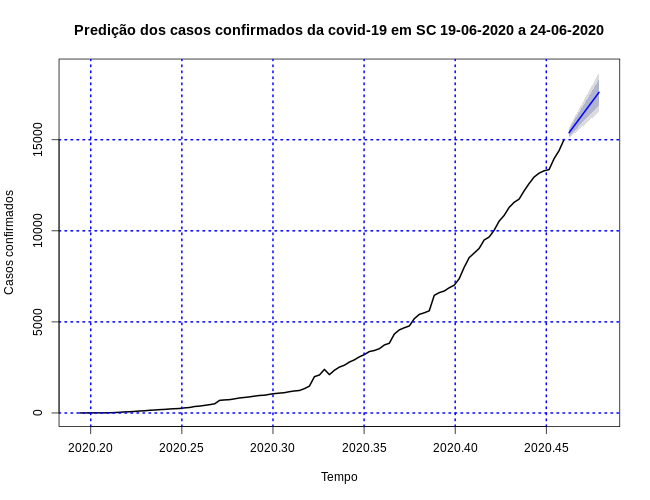 Predição dos casos confirmados da covid-19 em SC 19-06-2020 a 24-06-2020
Casos confirmados
15000
10000
5000
0
2020.20 2020.25 2020.30 2020.35 2020.40 2020.45
Tempo